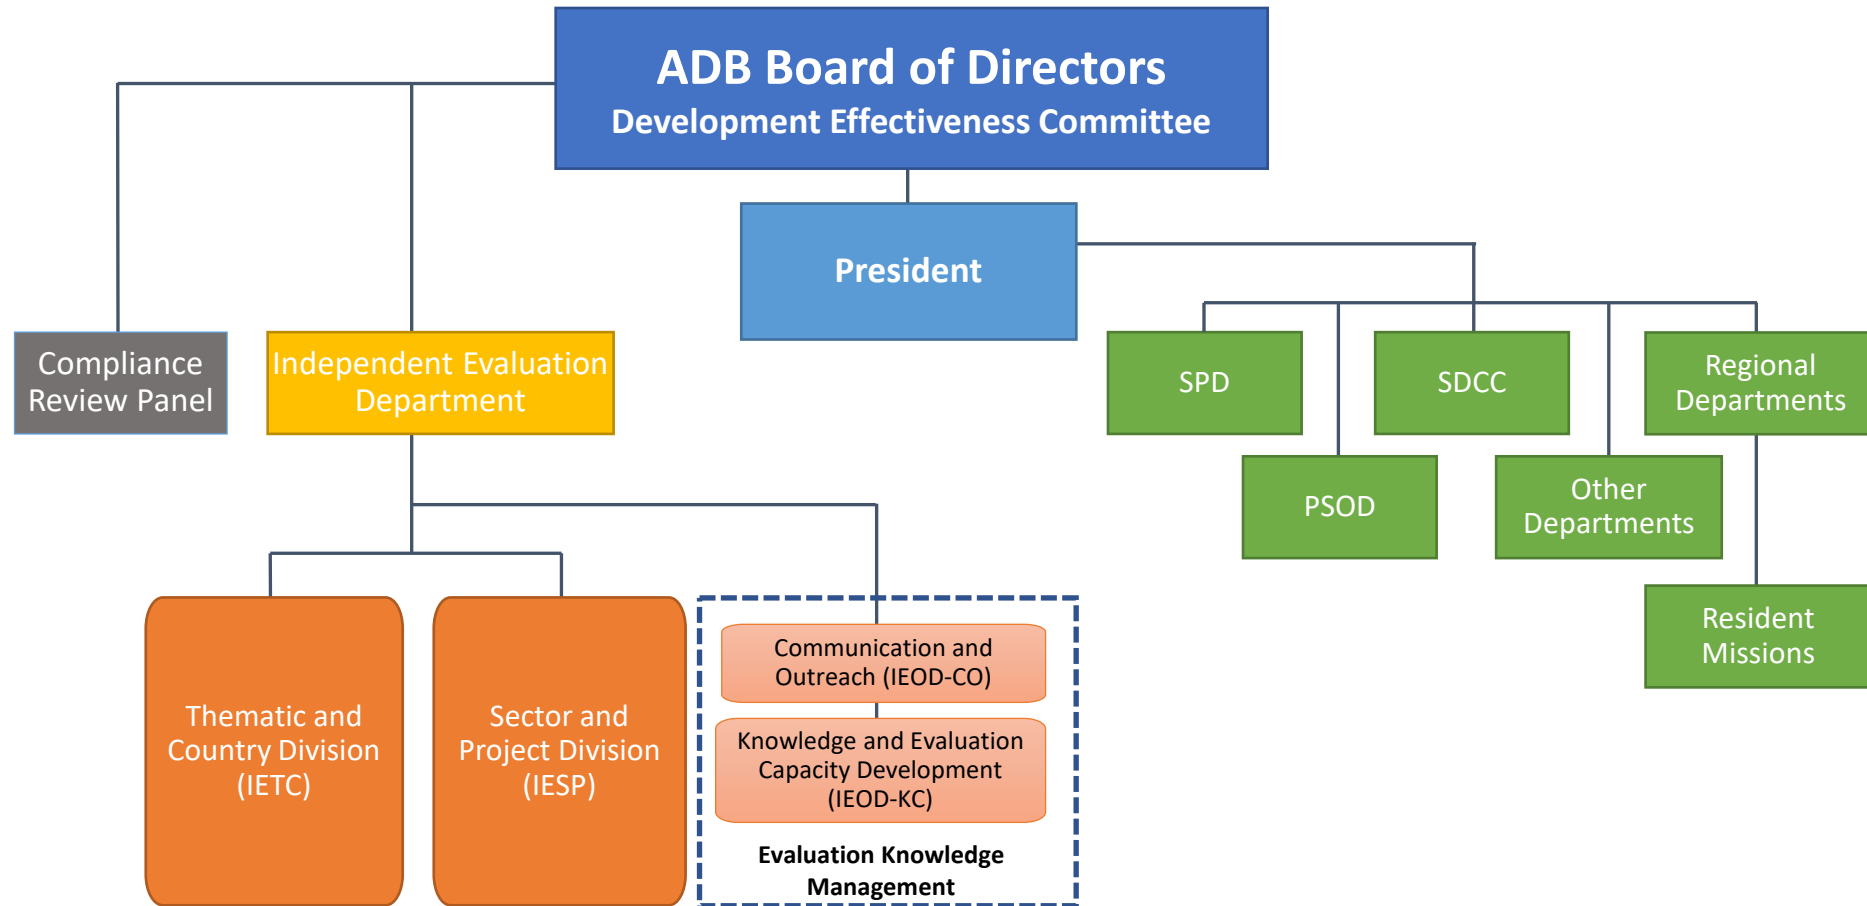 ADB Board of Directors
Development Effectiveness Committee
President
Compliance
Review Panel
Independent Evaluation
Department
SPD
SDCC
Regional
Departments
PSOD
Other
Departments
Resident
Missions
Thematic and
Country Division
(IETC)
Sector and
Project Division
(IESP)
Communication and
Outreach (IEOD-CO)
Knowledge and Evaluation
Capacity Development
(IEOD-KC)
Evaluation Knowledge
Management